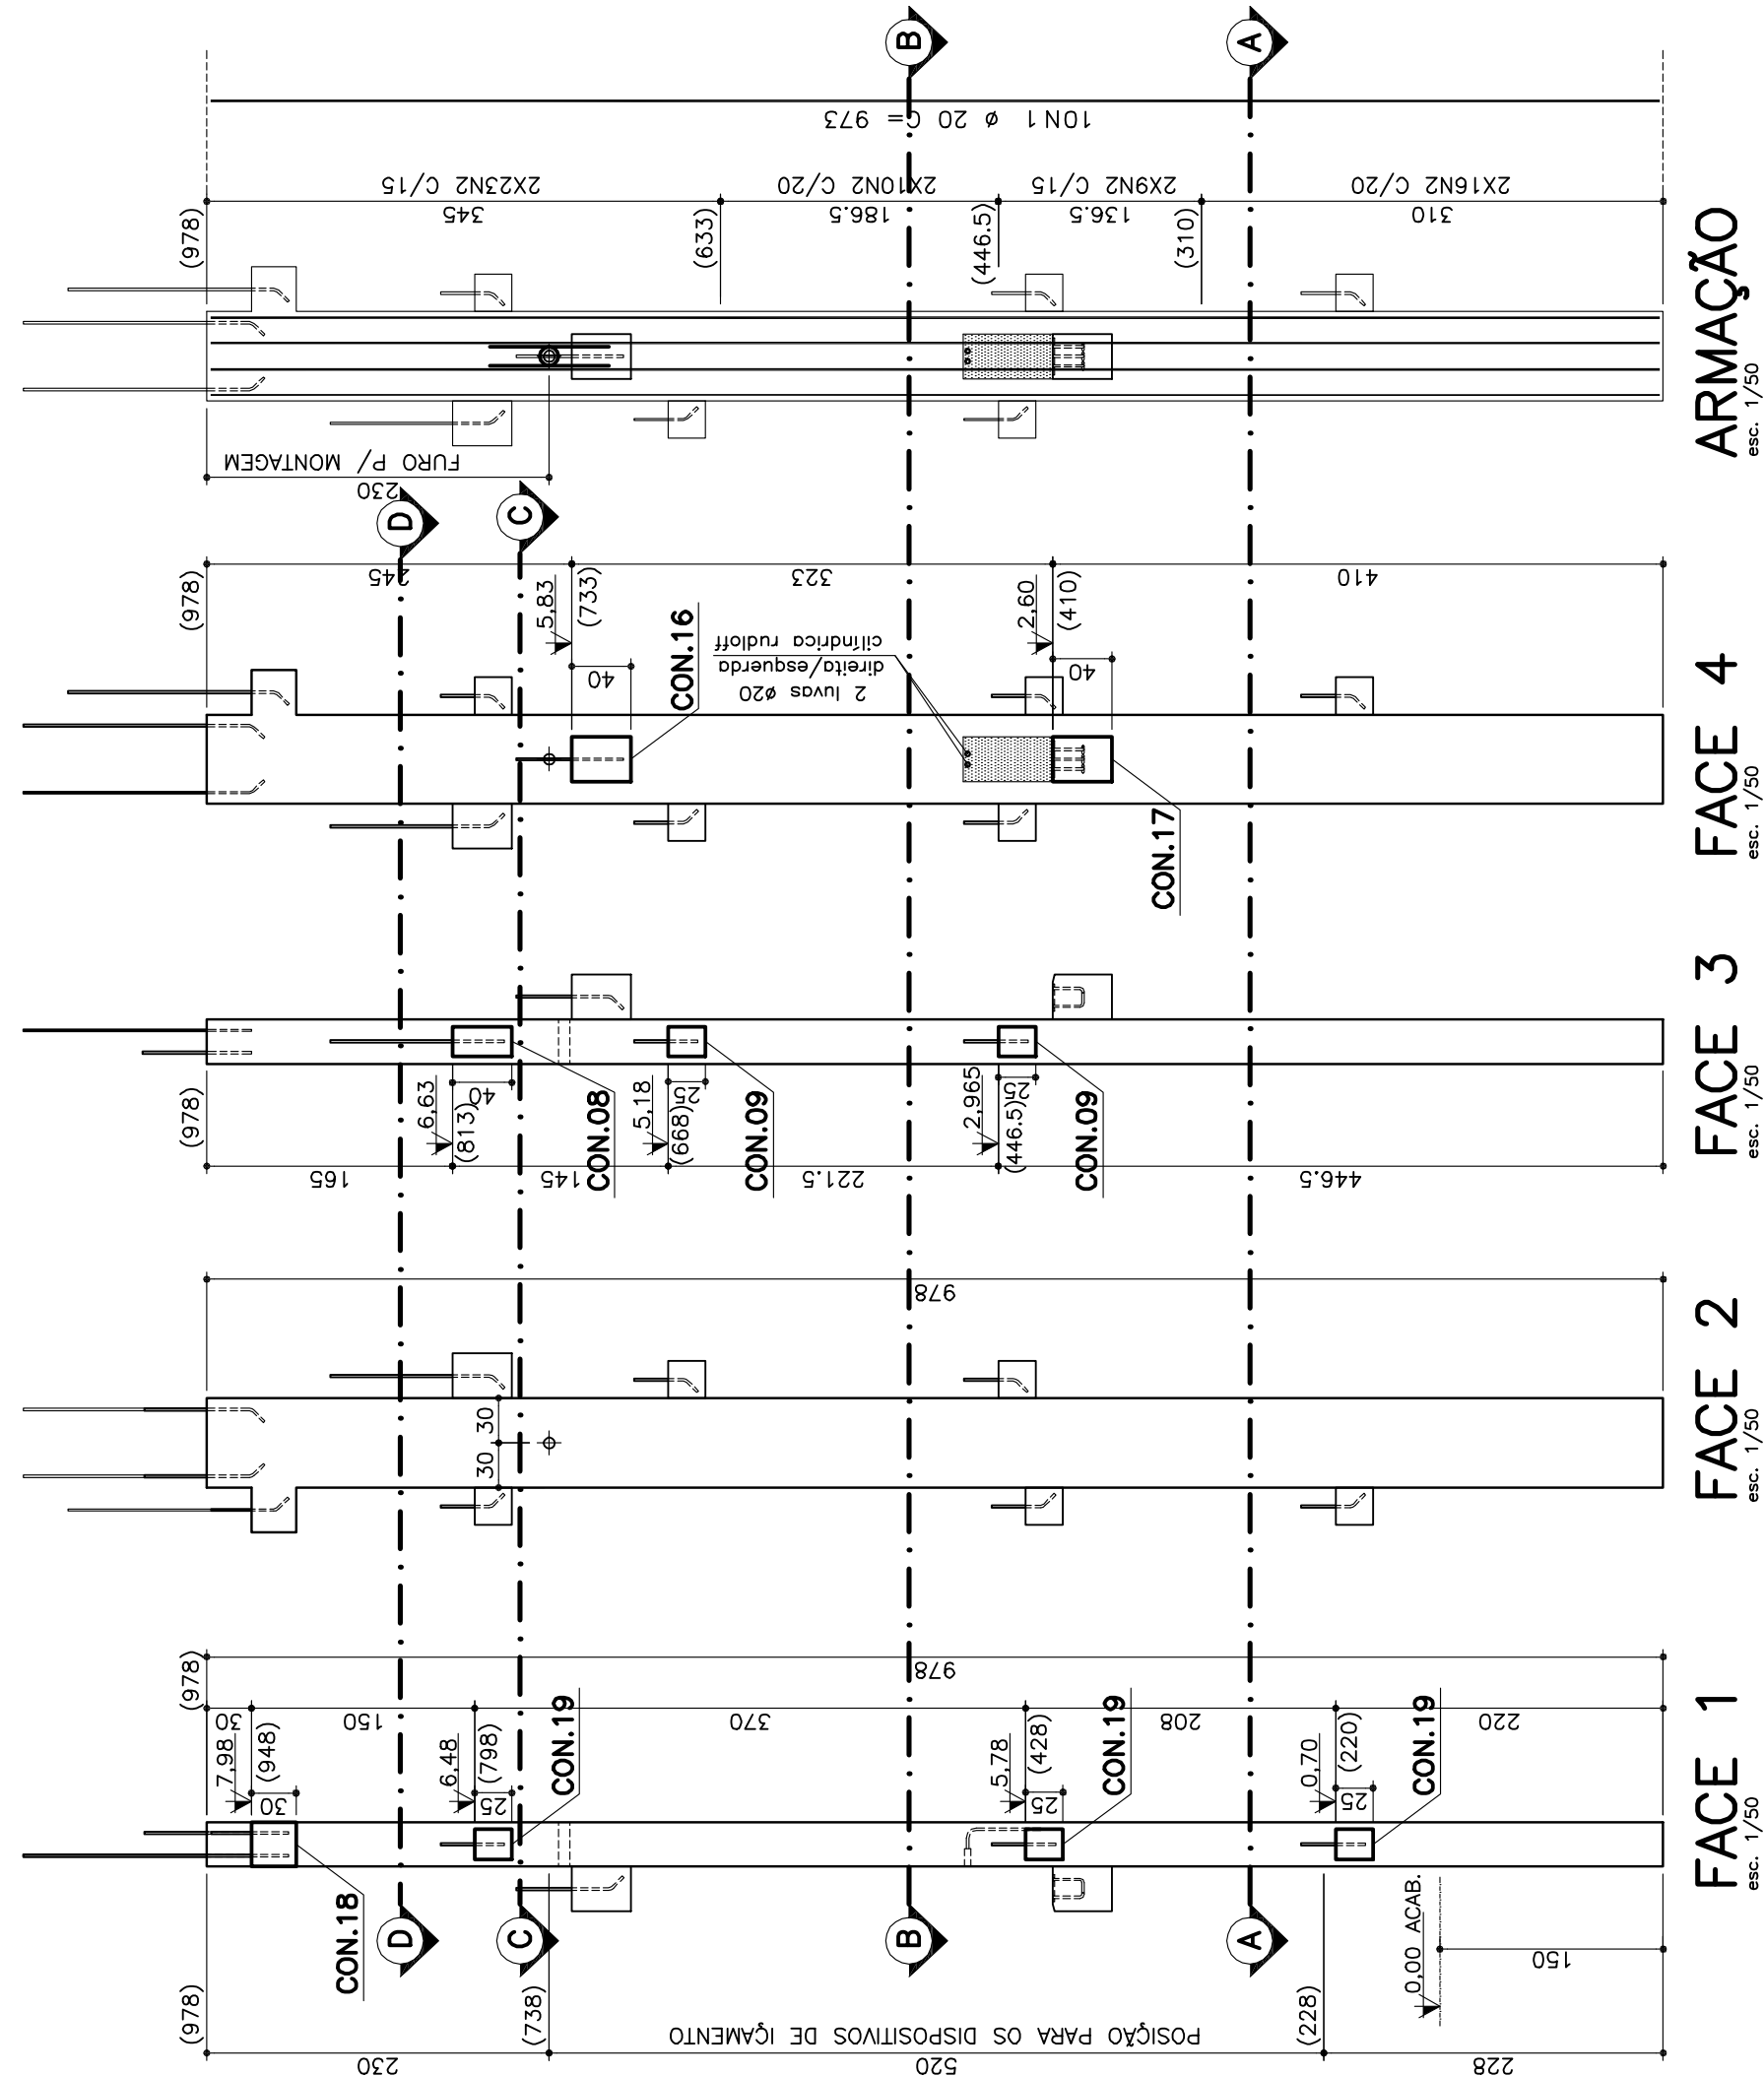 FACE 1
esc. 1/50
(978)
(738)
(228)
230
520
228
POSIÇÃO PARA OS DISPOSITIVOS DE IÇAMENTO
0,00 ACAB.
150
D
C
B
A
CON.18
(978)
30
150
370
208
220
978
7,98
(948)
30
6,48
(798)
25
CON.19
5,78
(428)
25
CON.19
0,70
(220)
25
CON.19
FACE 2
esc. 1/50
30
30
978
FACE 3
esc. 1/50
(978)
165
145
221.5
446.5
6,63
(813)
40
CON.08
5,18
(668)
25
CON.09
2,965
(446.5)
25
CON.09
FACE 4
esc. 1/50
(978)
245
323
410
5,83
(733)
40
CON.16
2 luvas ø20
direita/esquerda
cilíndrica rudloff
2,60
(410)
40
CON.17
D
C
ARMAÇÃO
esc. 1/50
230
FURO P/ MONTAGEM
(978)
(633)
(446.5)
(310)
345
2X23N2 C/15
186.5
2X10N2 C/20
136.5
2X9N2 C/15
310
2X16N2 C/20
10N1 ø 20 C= 973
B
A